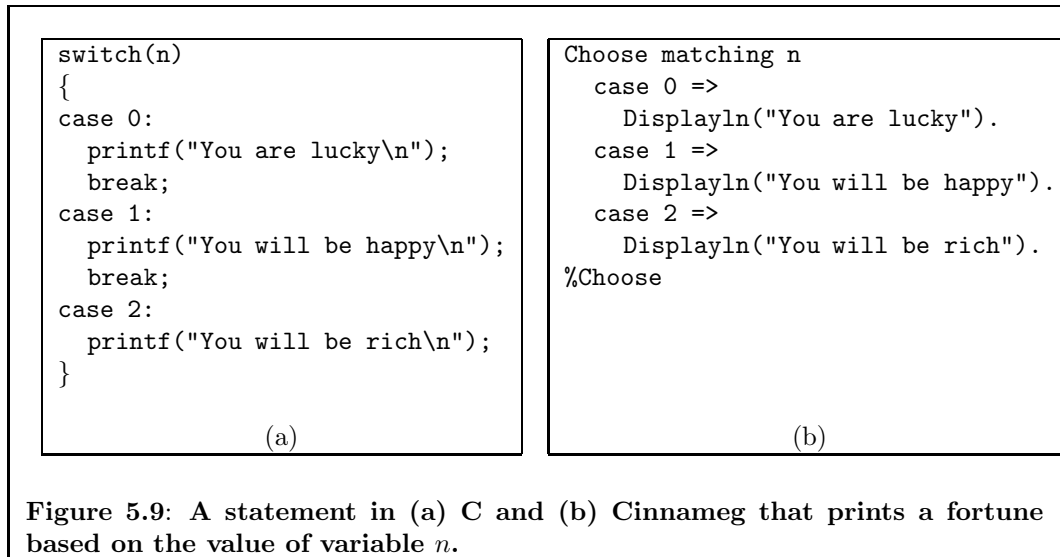 switch(n)
{
case 0:
  printf("You are lucky\n");
  break;
case 1:
  printf("You will be happy\n");
  break;
case 2:
  printf("You will be rich\n");
}
(a)
Choose matching n
  case 0 =>
    Displayln("You are lucky").
  case 1 =>
    Displayln("You will be happy").
  case 2 =>
    Displayln("You will be rich").
%Choose
(b)
Figure 5.9: A statement in (a) C and (b) Cinnameg that prints a fortune
based on the value of variable n.